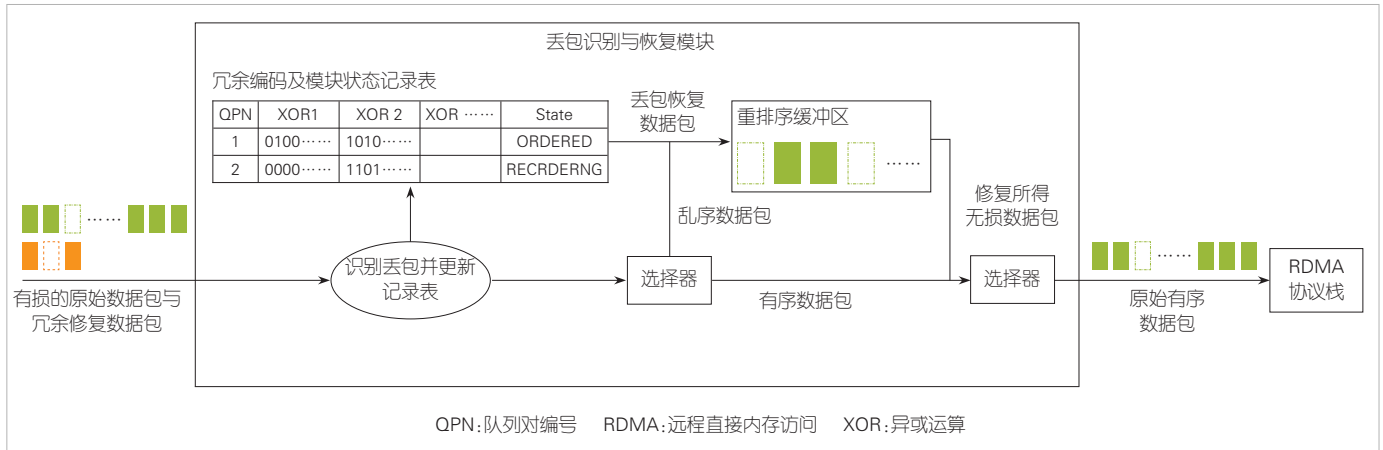 丢包识别与恢复模块
冗余编码及模块状态记录表
QPN XOR1 XOR 2 XOR …… State
1 0100…… 1010…… ORDERED
2 0000…… 1101…… RECRDERNG
丢包恢复
数据包
重排序缓冲区
……
乱序数据包
修复所得
无损数据包
……
识别丢包并更新
记录表
选择器
有序数据包
选择器
……
RDMA
协议栈
有损的原始数据包与
冗余修复数据包
原始有序
数据包
QPN:队列对编号 RDMA:远程直接内存访问 XOR:异或运算